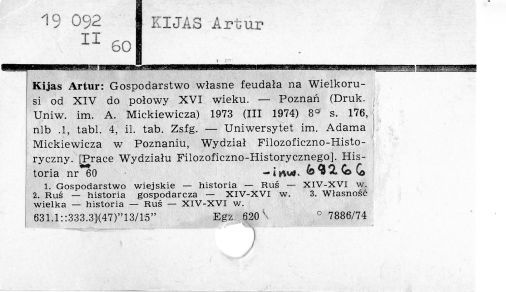 19 092
II 60
KIJAS Artur
Kijas Artur: Gospodarstwo własne feudała na Wielkoru-
si od XIV do połowy XVI wieku. — Poznań (Druk.
Uniw. im. A. Mickiewicza) 1973 (III 1974) 8° s. 176,
nlb .1, tabl. 4, il. tab. Zsfg. — Uniwersytet im. Adama
Mickiewicza w Poznaniu, Wydział Filozoficzno-Histo-
ryczny. [Prace Wydziału Filozoficzno-Historycznego]. His-
toria nr 60
-inw. 69266
1. Gospodarstwo wiejskie — historia — Ruś — XIV-XVI w.
2. Ruś — historia gospodarcza — XIV-XVI w. 3. Własność
wielka — historia — Ruś — XIV-XVI w.
631.1::333.3)(47)"13/15" Egz 620 ° 7886/74